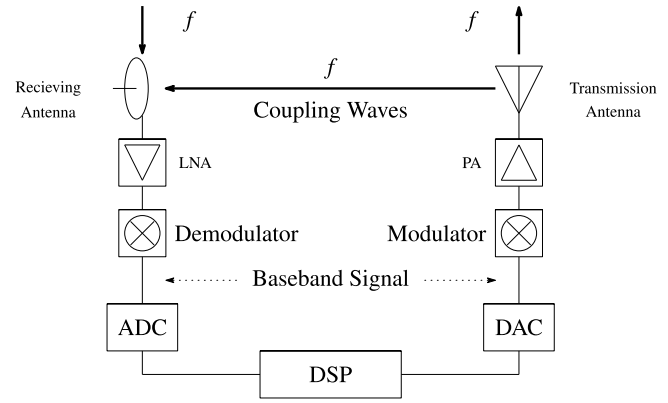 f
f
f
Recieving
Antenna
Coupling Waves
Transmission
Antenna
LNA
PA
Demodulator
Modulator
Baseband Signal
ADC
DAC
DSP